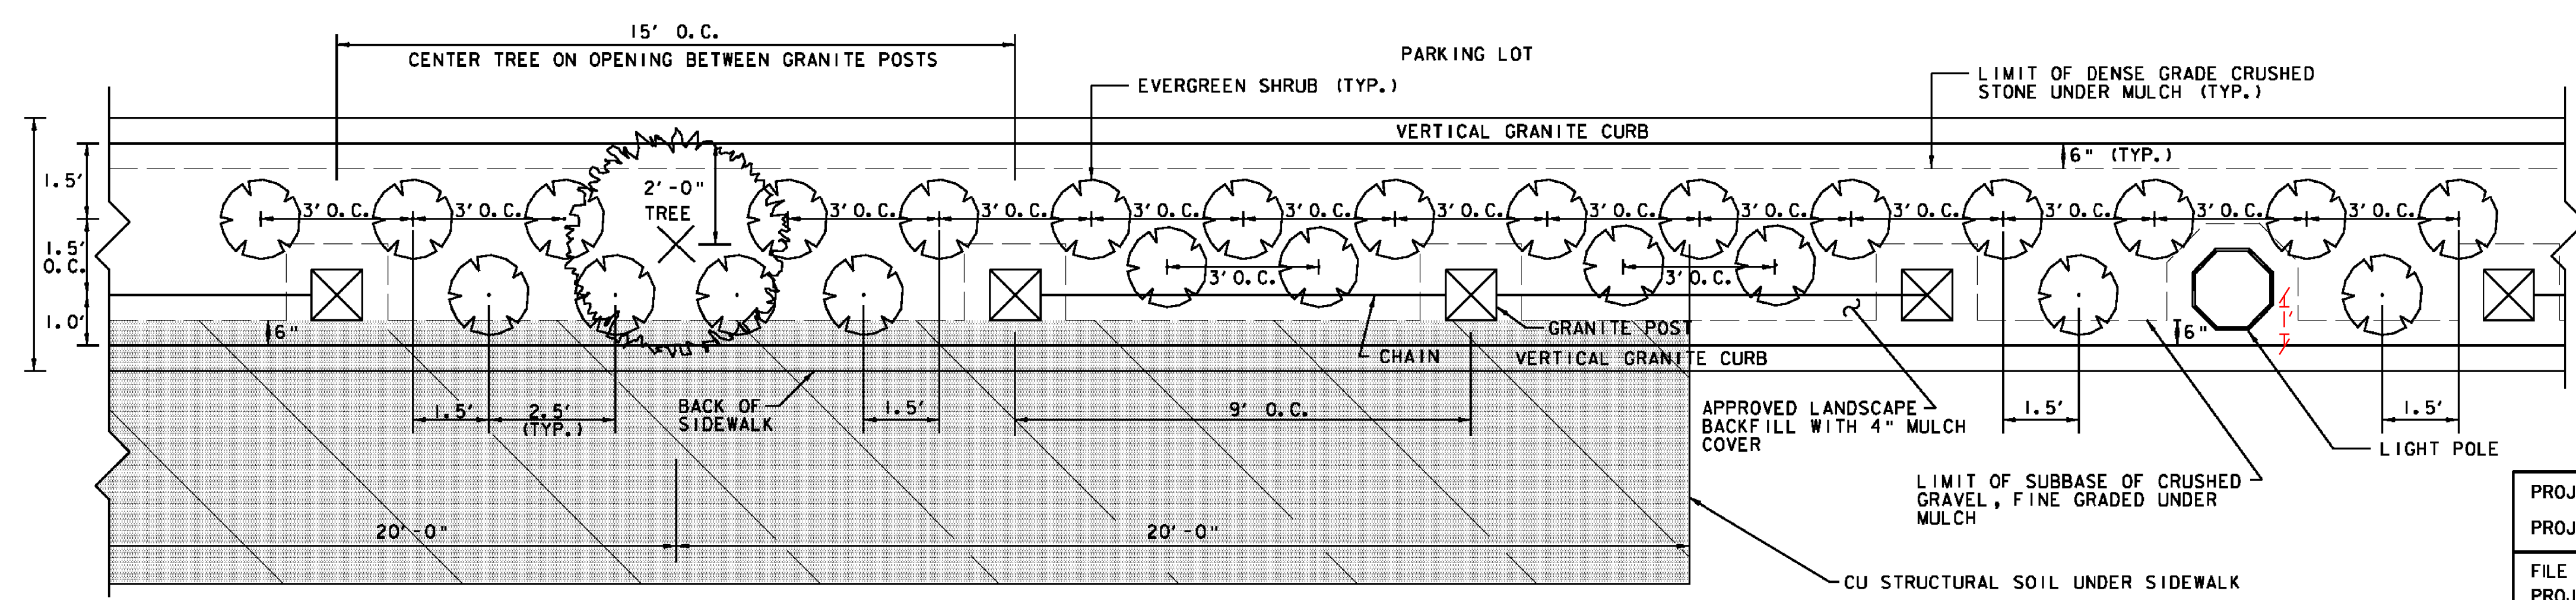 15' O.C.
CENTER TREE ON OPENING BETWEEN GRANITE POSTS
PARKING LOT
EVERGREEN SHRUB (TYP.)
LIMIT OF DENSE GRADE CRUSHED
STONE UNDER MULCH (TYP.)
VERTICAL GRANITE CURB
6" (TYP.)
1.5'
2'-0"
TREE
3' O.C.
3' O.C.
3' O.C.
3' O.C.
3' O.C.
3' O.C.
3' O.C.
3' O.C.
3' O.C.
3' O.C.
3' O.C.
3' O.C.
3' O.C.
1.5'
O.C.
3' O.C.
3' O.C.
1.0'
6"
GRANITE POST
CHAIN
VERTICAL GRANITE CURB
6"
1'
1.5'
2.5'
(TYP.)
BACK OF
SIDEWALK
1.5'
9' O.C.
APPROVED LANDSCAPE
BACKFILL WITH 4" MULCH
COVER
1.5'
1.5'
LIGHT POLE
LIMIT OF SUBBASE OF CRUSHED
GRAVEL, FINE GRADED UNDER
MULCH
20'-0"
20'-0"
CU STRUCTURAL SOIL UNDER SIDEWALK
PROJ
PROJ
FILE
PROJ